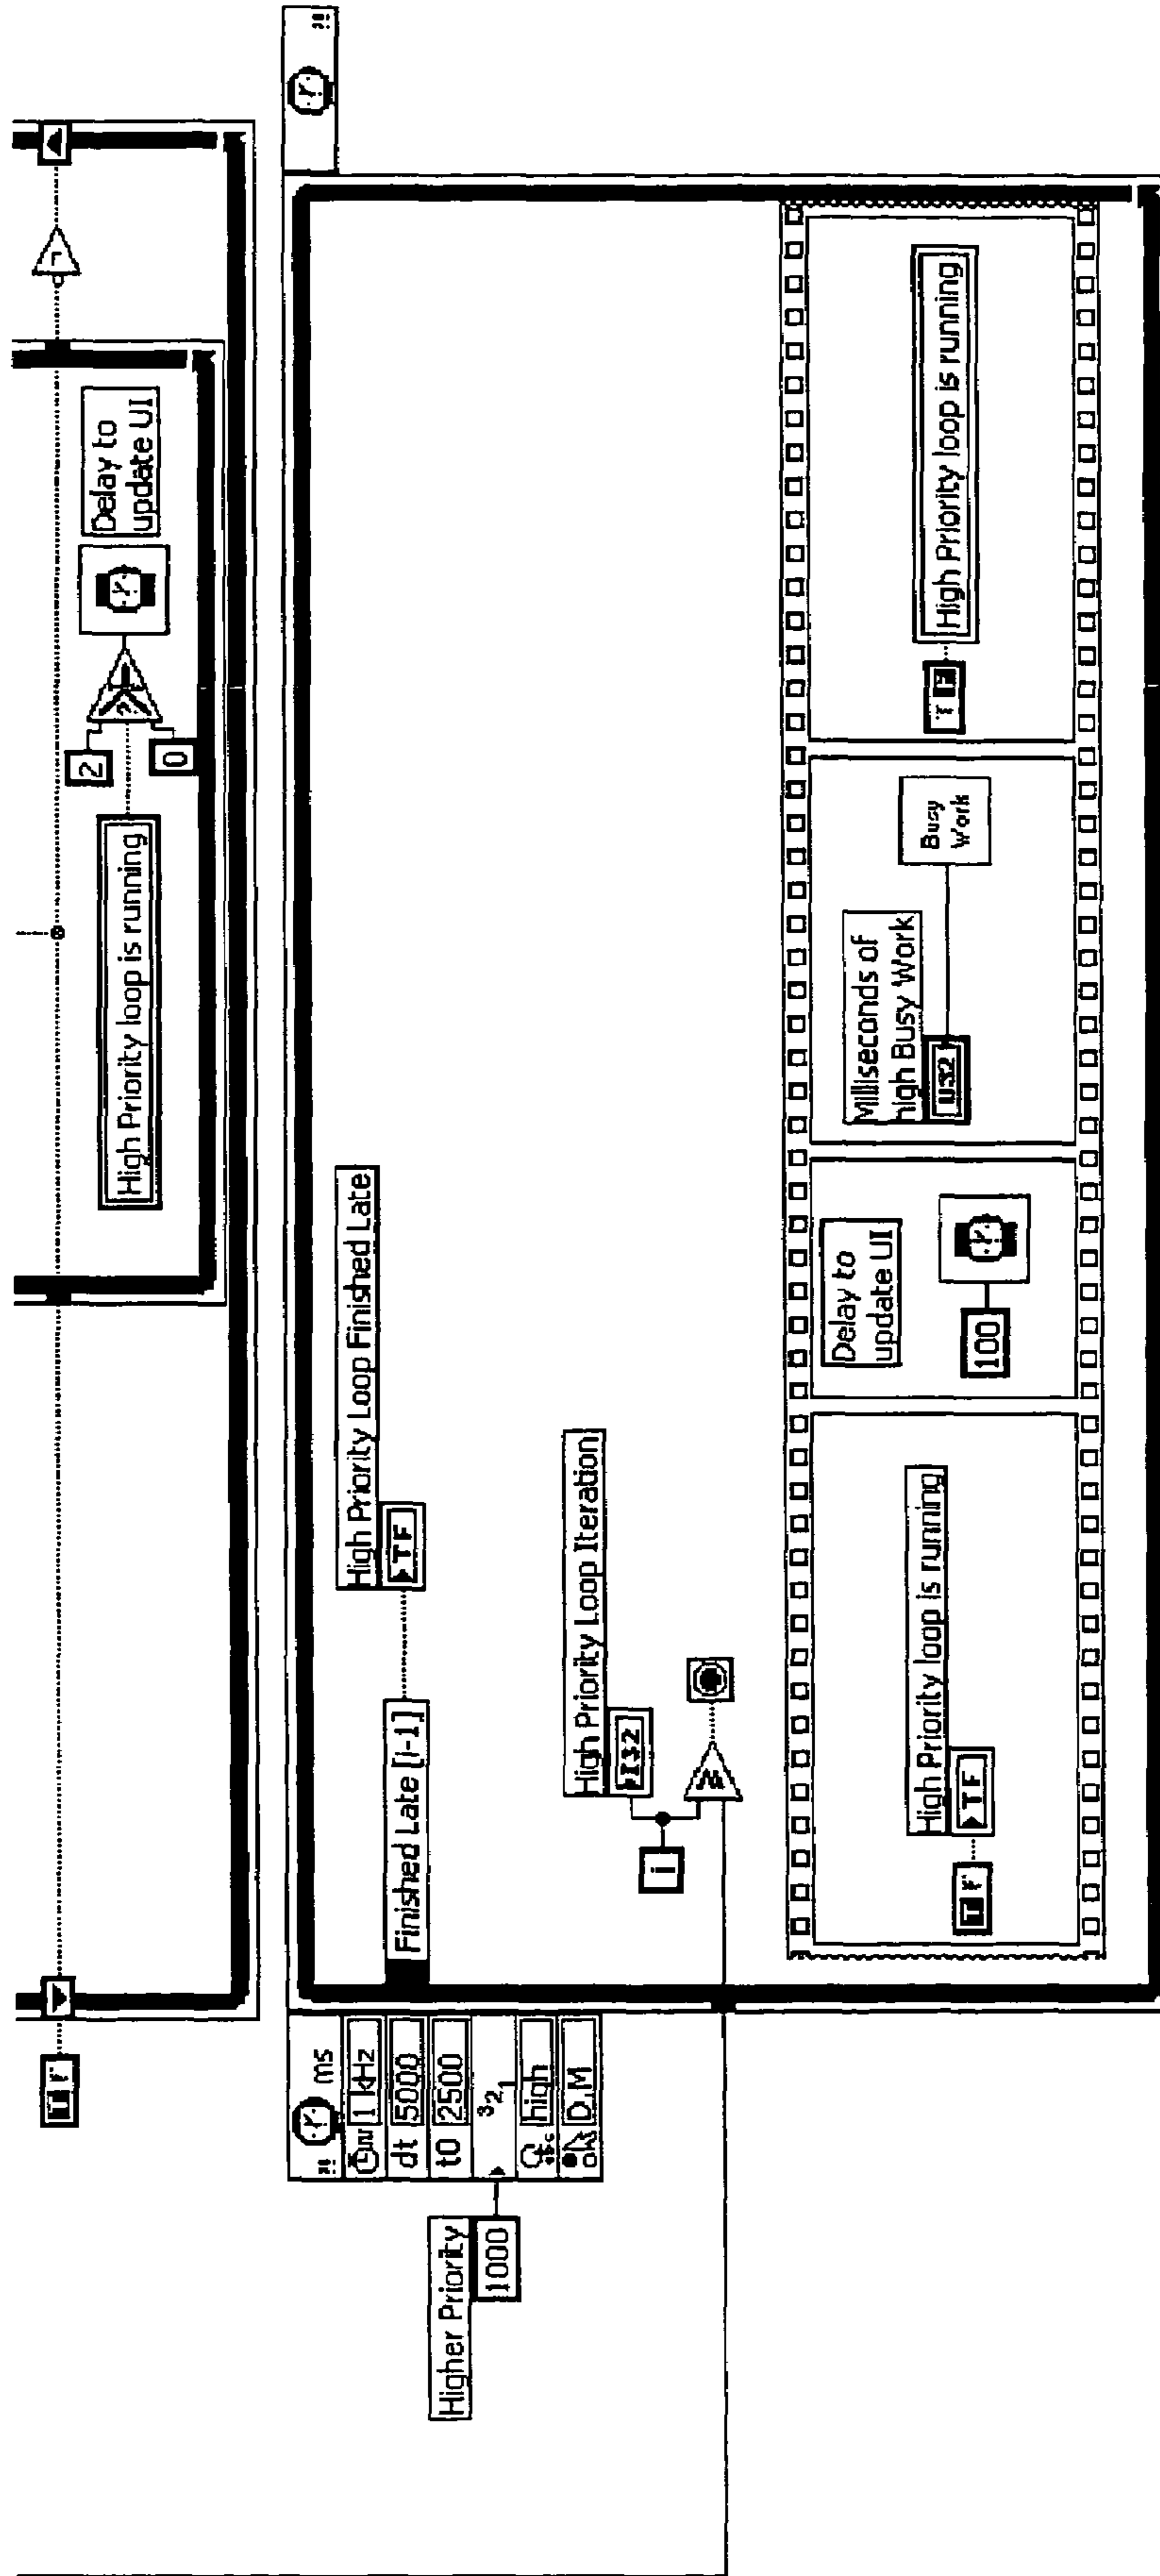 T F
High Priority loop is running
2
0
?
Delay to
update UI
Higher Priority
1000
ms
1 kHz
dt 5000
t0 2500
321
abc high
D,M
Finished Late [i-1]
High Priority Loop Finished Late
TF
High Priority Loop Iteration
I32
i
High Priority loop is running
T F
TF
Delay to
update UI
100
Milliseconds of
high Busy Work
U32
Busy
Work
T F
High Priority loop is running